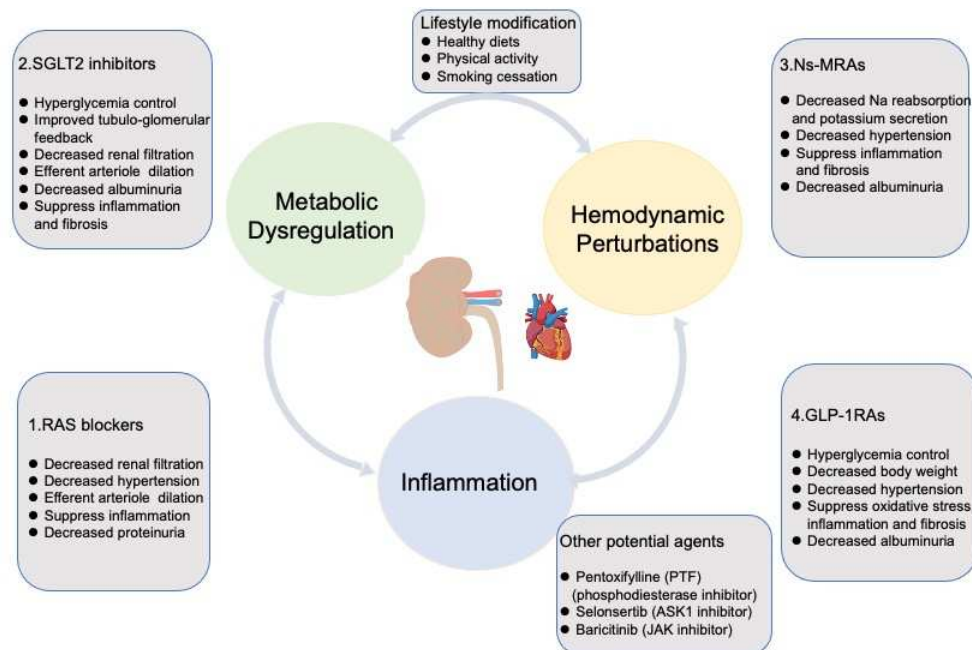 Lifestyle modification
● Healthy diets
● Physical activity
● Smoking cessation
2.SGLT2 inhibitors
● Hyperglycemia control
● Improved tubulo-glomerular
feedback
● Decreased renal filtration
● Efferent arteriole dilation
● Decreased albuminuria
● Suppress inflammation
and fibrosis
3.Ns-MRAs
● Decreased Na reabsorption
and potassium secretion
● Decreased hypertension
● Suppress inflammation
and fibrosis
● Decreased albuminuria
Metabolic
Dysregulation
Hemodynamic
Perturbations
Inflammation
1.RAS blockers
● Decreased renal filtration
● Decreased hypertension
● Efferent arteriole dilation
● Suppress inflammation
● Decreased proteinuria
4.GLP-1RAs
● Hyperglycemia control
● Decreased body weight
● Decreased hypertension
● Suppress oxidative stress
inflammation and fibrosis
● Decreased albuminuria
Other potential agents
● Pentoxifylline (PTF)
(phosphodiesterase inhibitor)
● Selonsertib (ASK1 inhibitor)
● Baricitinib (JAK inhibitor)